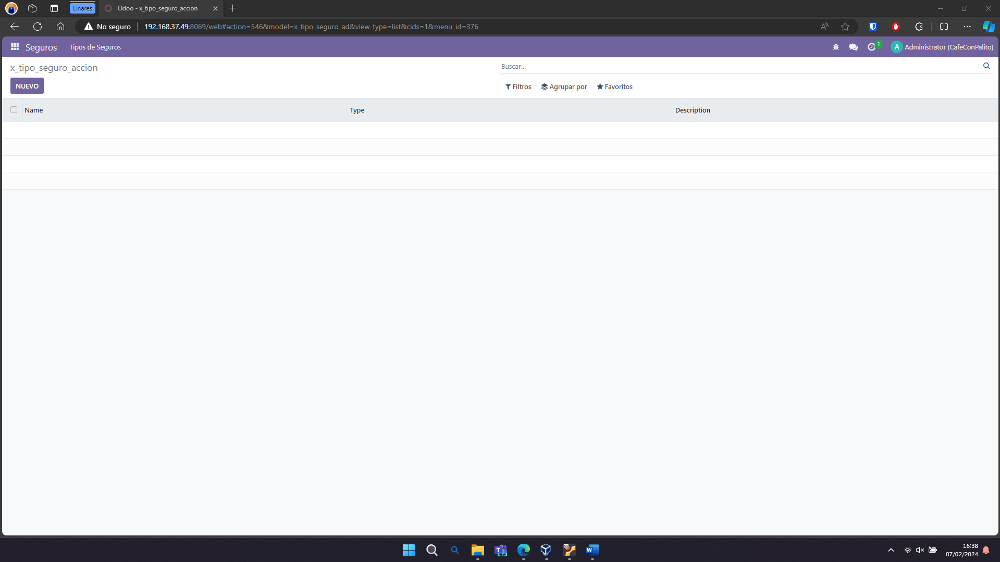 Linares
Odoo - x_tipo_seguro_accion
No seguro
192.168.37.49:8069/web#action=546&model=x_tipo_seguro_ad&view_type=list&cids=1&menu_id=376
Seguros
Tipos de Seguros
1
A
Administrator (CafeConPalito)
x_tipo_seguro_accion
Buscar...
NUEVO
Filtros
Agrupar por
Favoritos
Name
Type
Description
NEW
64
16:38
07/02/2024